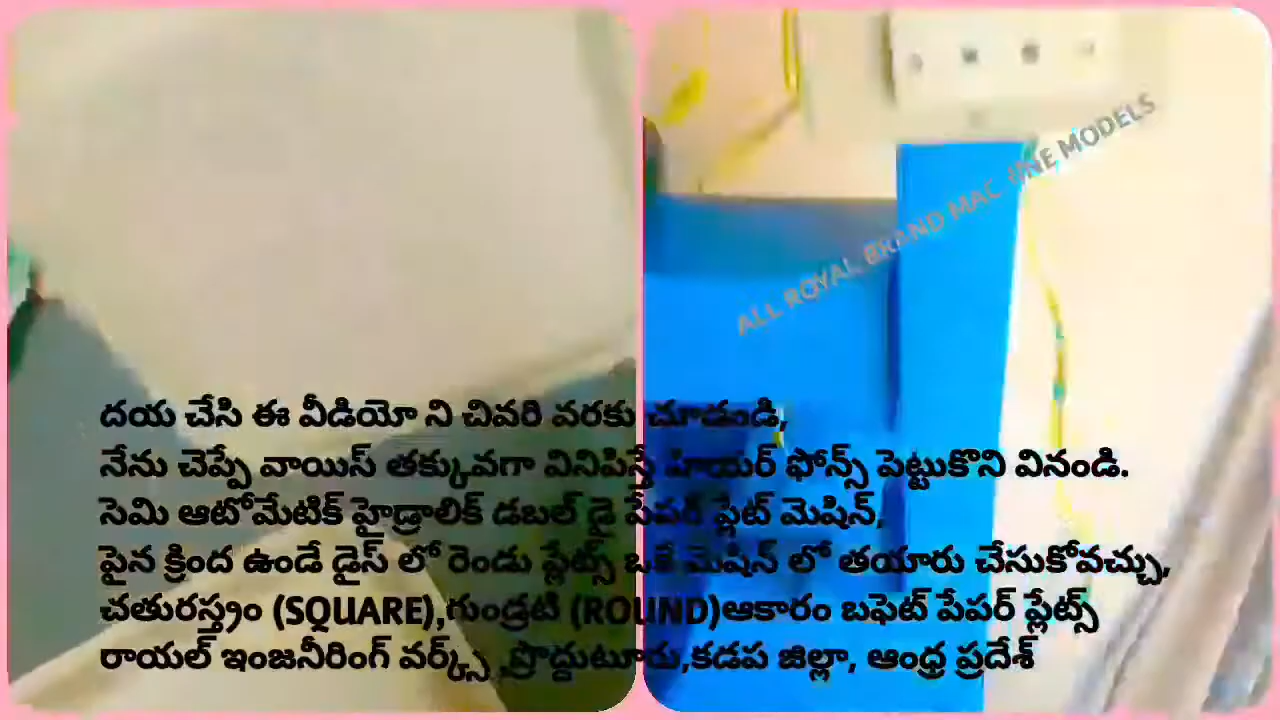 ALL ROYAL BRAND MACHINE MODELS
దయ చేసి ఈ వీడియో ని చివరి వరకు చూడండి,
నేను చెప్పే వాయిస్ తక్కువగా వినిపిస్తే హియర్ ఫోన్స్ పెట్టుకొని వినండి.
సెమి ఆటోమేటిక్ హైడ్రాలిక్ డబల్ డై పేపర్ ప్లేట్ మెషిన్,
పైన క్రింద ఉండే డైస్ లో రెండు ప్లేట్స్ ఒకే మెషిన్ లో తయారు చేసుకోవచ్చు,
చతురస్త్రం (SQUARE),గుండ్రటి (ROUND)ఆకారం బఫెట్ పేపర్ ప్లేట్స్
రాయల్ ఇంజనీరింగ్ వర్క్స్ ,ప్రొద్దుటూరు,కడప జిల్లా, ఆంధ్ర ప్రదేశ్